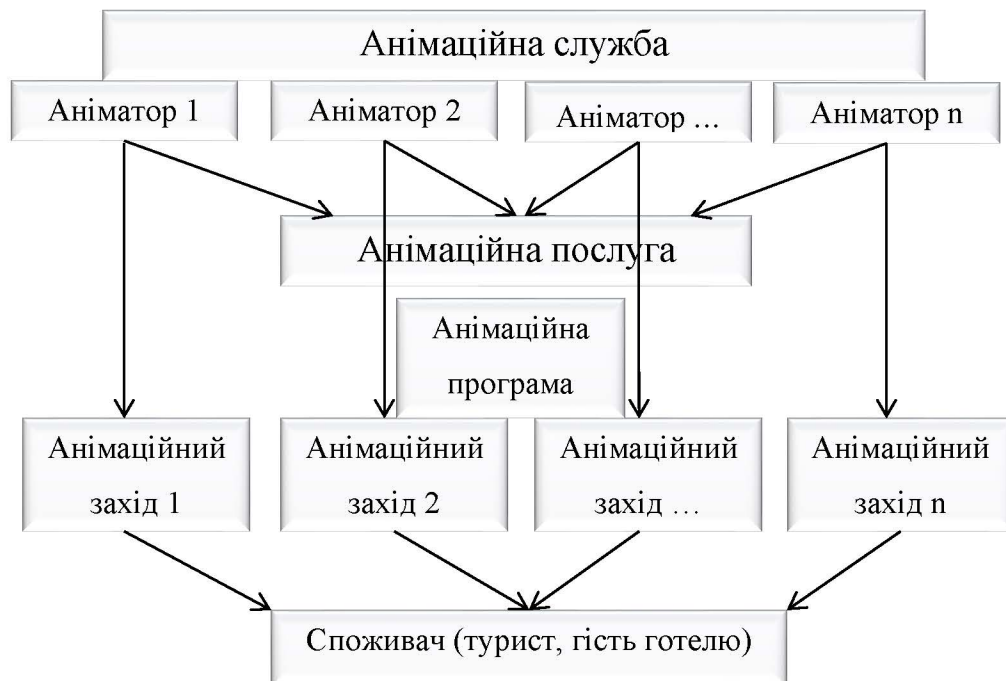 Анімаційна служба
Аніматор 1
Аніматор 2
Аніматор ...
Аніматор n
Анімаційна послуга
Анімаційна
програма
Анімаційний
захід 1
Анімаційний
захід 2
Анімаційний
захід ...
Анімаційний
захід n
Споживач (турист, гість готелю)